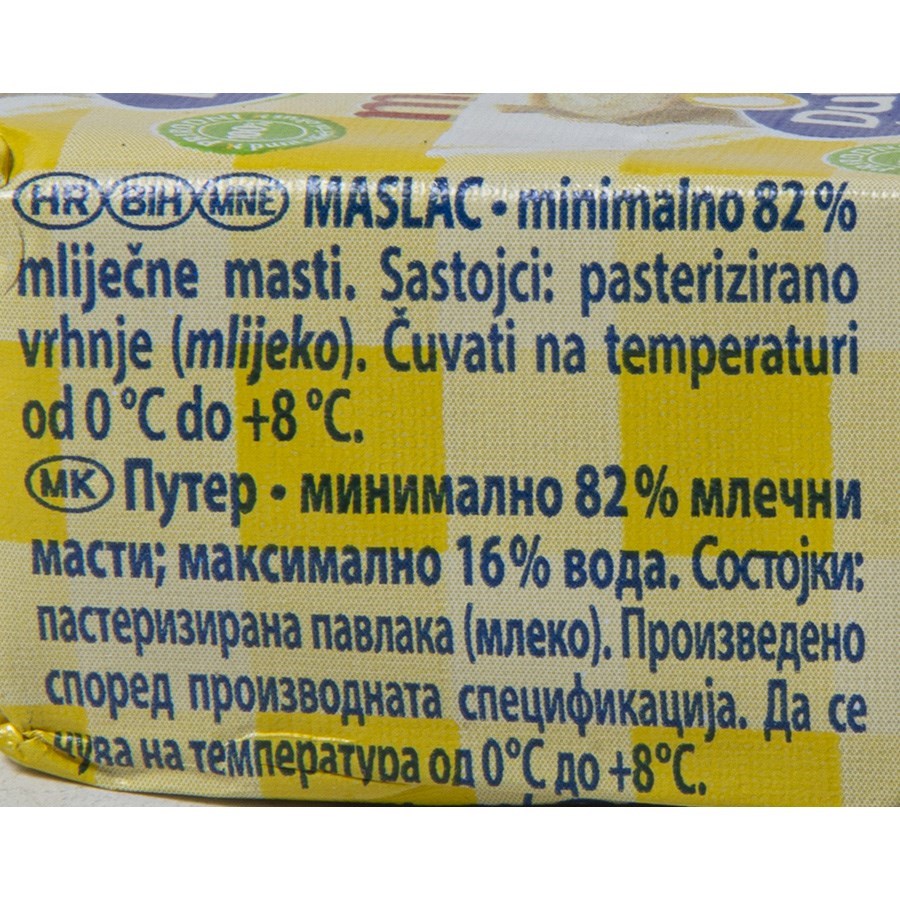 HR BIH MNE MASLAC • minimalno 82 %
mliječne masti. Sastojci: pasterizirano
vrhnje (mlijeko). Čuvati na temperaturi
od 0 °C do +8 °C.
MK Путер • минимално 82 % млечни
масти; максимално 16 % вода. Состојки:
пастеризирана павлака (млеко). Произведено
според производната спецификација. Да се
чува на температура од 0°C до +8°C.